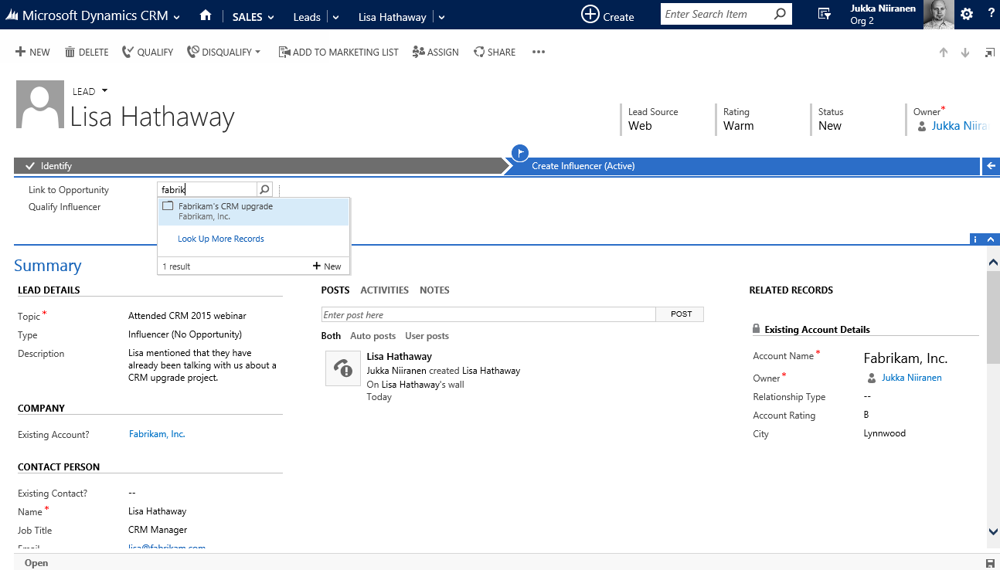 Microsoft Dynamics CRM SALES Leads Lisa Hathaway Create Enter Search Item Jukka Niiranen ?
Org 2
NEW DELETE QUALIFY DISQUALIFY ADD TO MARKETING LIST ASSIGN SHARE •••
LEAD
Lisa Hathaway
Lead Source Rating Status Owner*
Web Warm New Jukka Niira
Identify Create Influencer (Active)
Link to Opportunity fabrik
Qualify Influencer
Fabrikam's CRM upgrade
Fabrikam, Inc.
Look Up More Records
1 result + New
Summary
LEAD DETAILS
Topic* Attended CRM 2015 webinar
Type Influencer (No Opportunity)
Description Lisa mentioned that they have
already been talking with us about a
CRM upgrade project.
COMPANY
Existing Account? Fabrikam, Inc.
CONTACT PERSON
Existing Contact? --
Name* Lisa Hathaway
Job Title CRM Manager
Email lisa@fabrikam.com
POSTS ACTIVITIES NOTES
Enter post here POST
Both Auto posts User posts
Lisa Hathaway
Jukka Niiranen created Lisa Hathaway
On Lisa Hathaway's wall
Today
RELATED RECORDS
Existing Account Details
Account Name* Fabrikam, Inc.
Owner* Jukka Niiranen
Relationship Type --
Account Rating B
City Lynnwood
Open